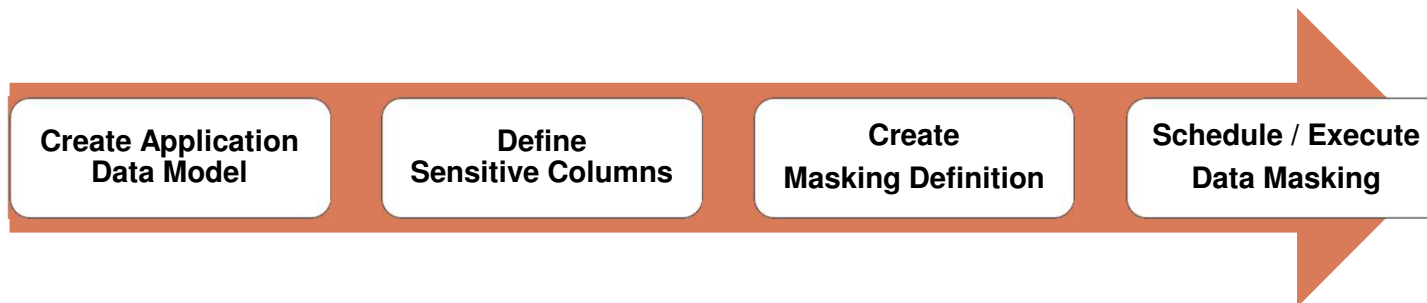 Create Application
Data Model
Define
Sensitive Columns
Create
Masking Definition
Schedule / Execute
Data Masking